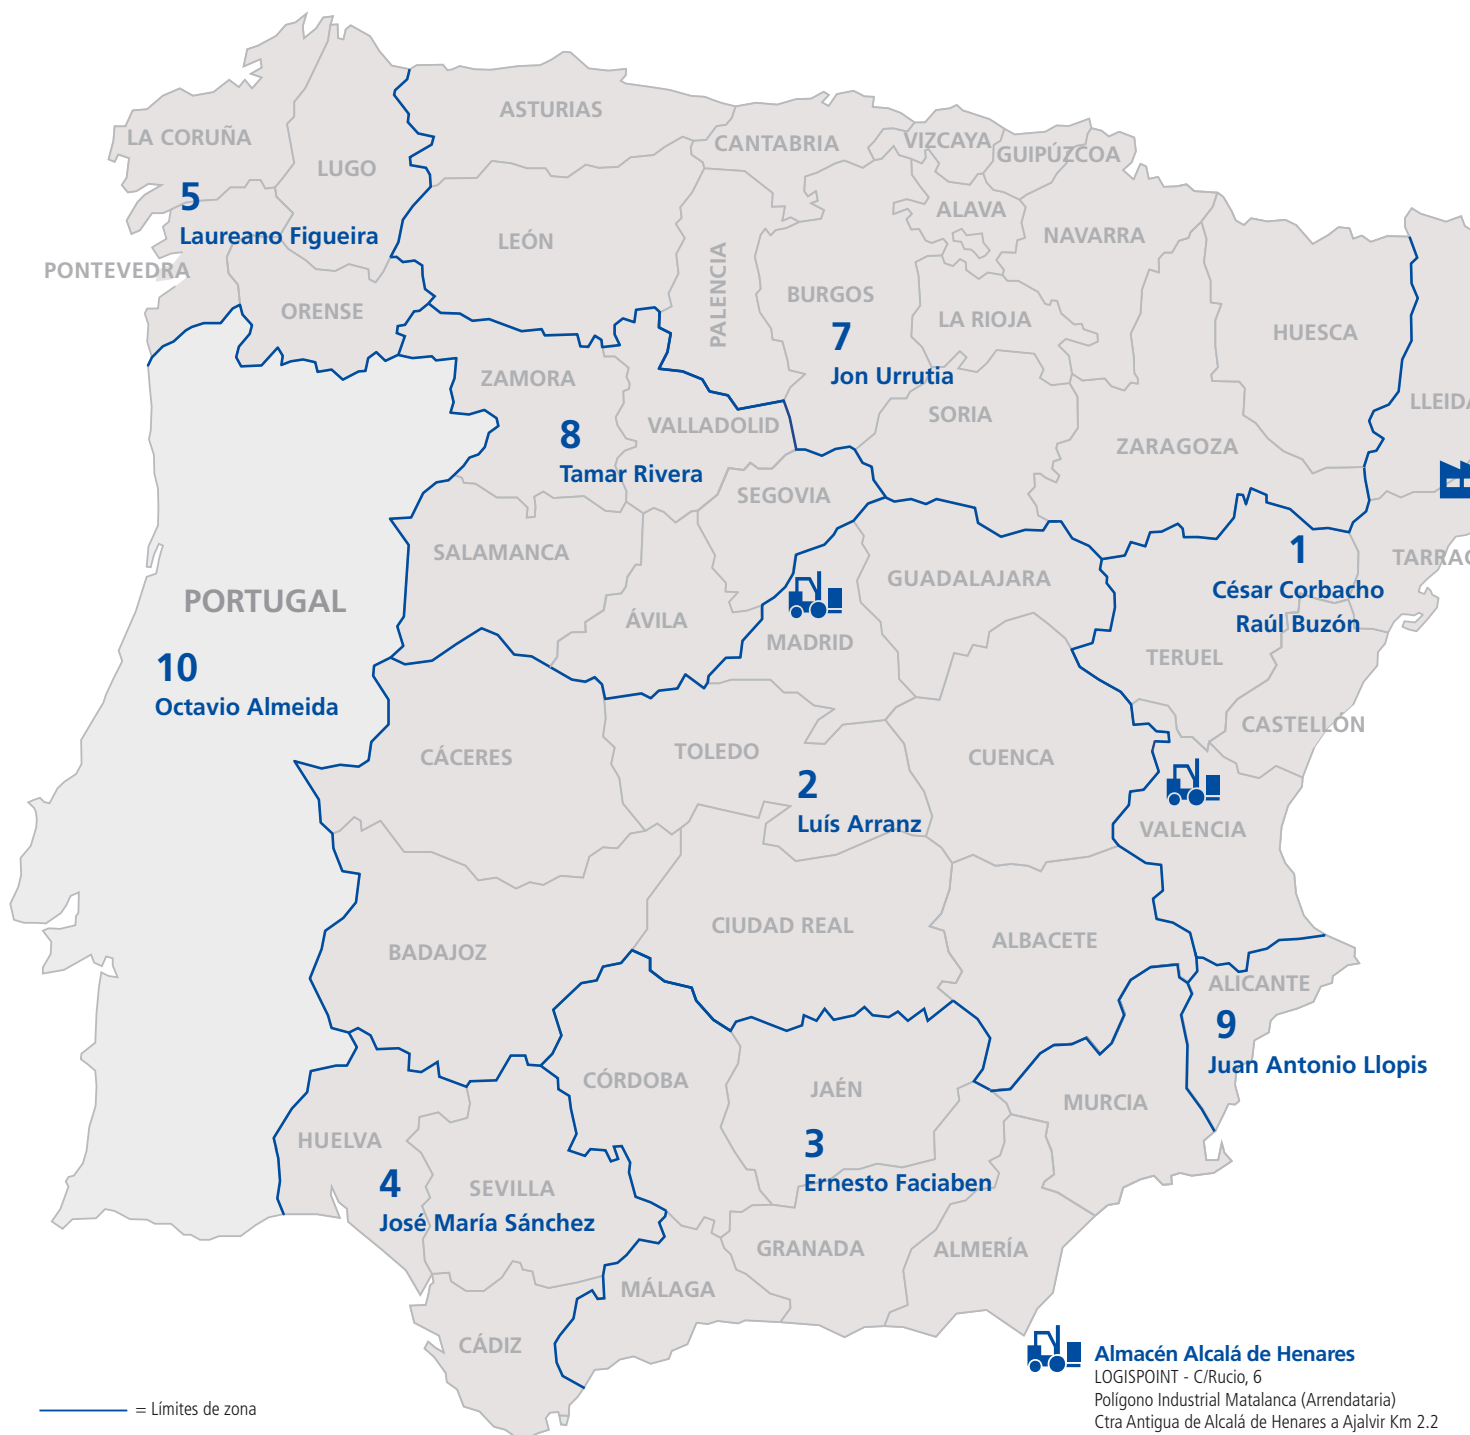 ASTURIAS
LA CORUÑA
CANTABRIA
VIZCAYA
GUIPÚZCOA
LUGO
5
Laureano Figueira
ALAVA
NAVARRA
LEÓN
PONTEVEDRA
ORENSE
PALENCIA
BURGOS
LA RIOJA
HUESCA
7
Jon Urrutia
ZAMORA
LLEIDA
SORIA
VALLADOLID
8
Tamar Rivera
ZARAGOZA
SEGOVIA
SALAMANCA
1
César Corbacho
Raúl Buzón
TARRAG
GUADALAJARA
PORTUGAL
ÁVILA
MADRID
TERUEL
10
Octavio Almeida
CASTELLÓN
CÁCERES
TOLEDO
CUENCA
2
Luís Arranz
VALENCIA
CIUDAD REAL
ALBACETE
BADAJOZ
ALICANTE
9
Juan Antonio Llopis
CÓRDOBA
JAÉN
MURCIA
HUELVA
3
Ernesto Faciaben
4
José María Sánchez
SEVILLA
GRANADA
ALMERÍA
MÁLAGA
CÁDIZ
Almacén Alcalá de Henares
LOGISPOINT - C/Rucio, 6
Polígono Industrial Matalanca (Arrendataria)
Ctra Antigua de Alcalá de Henares a Ajalvir Km 2.2
= Límites de zona